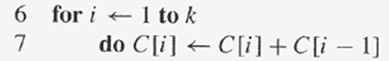 6 for i ← 1 to k
7 do C[i] ← C[i] + C[i − 1]